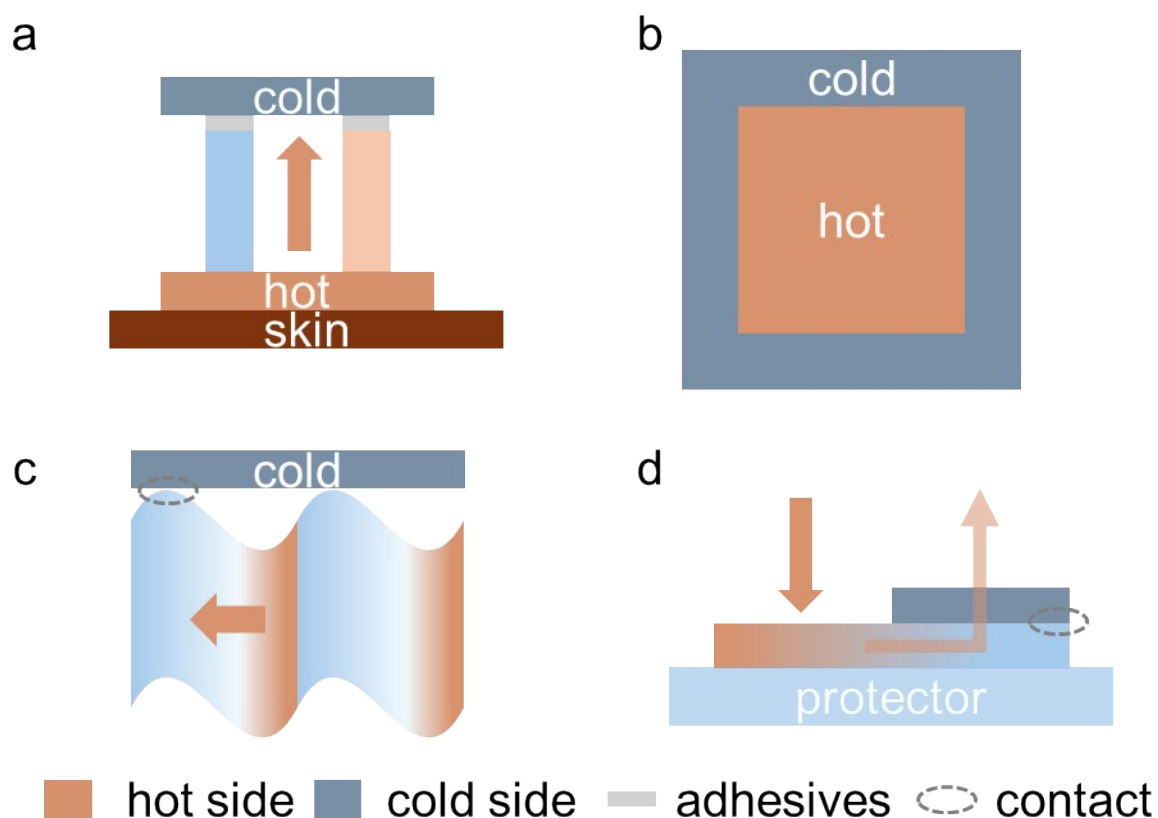 a
cold
hot
skin
b
cold
hot
c
cold
d
protector
hot side cold side adhesives contact